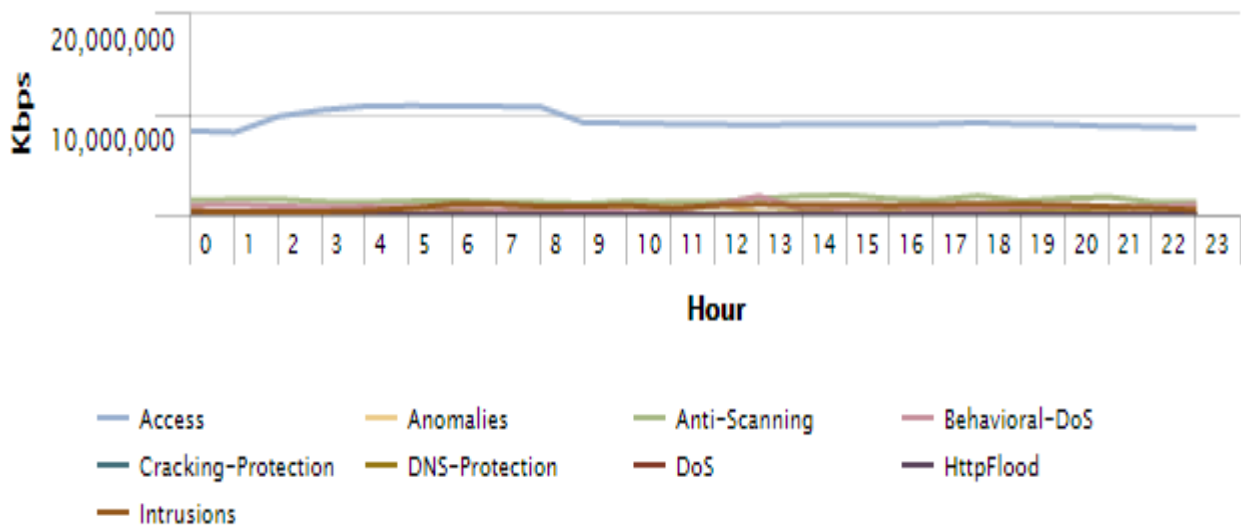 20,000,000
10,000,000
Kbps
0 1 2 3 4 5 6 7 8 9 10 11 12 13 14 15 16 17 18 19 20 21 22 23
Hour
Access Anomalies Anti-Scanning Behavioral-DoS
Cracking-Protection DNS-Protection DoS HttpFlood
Intrusions